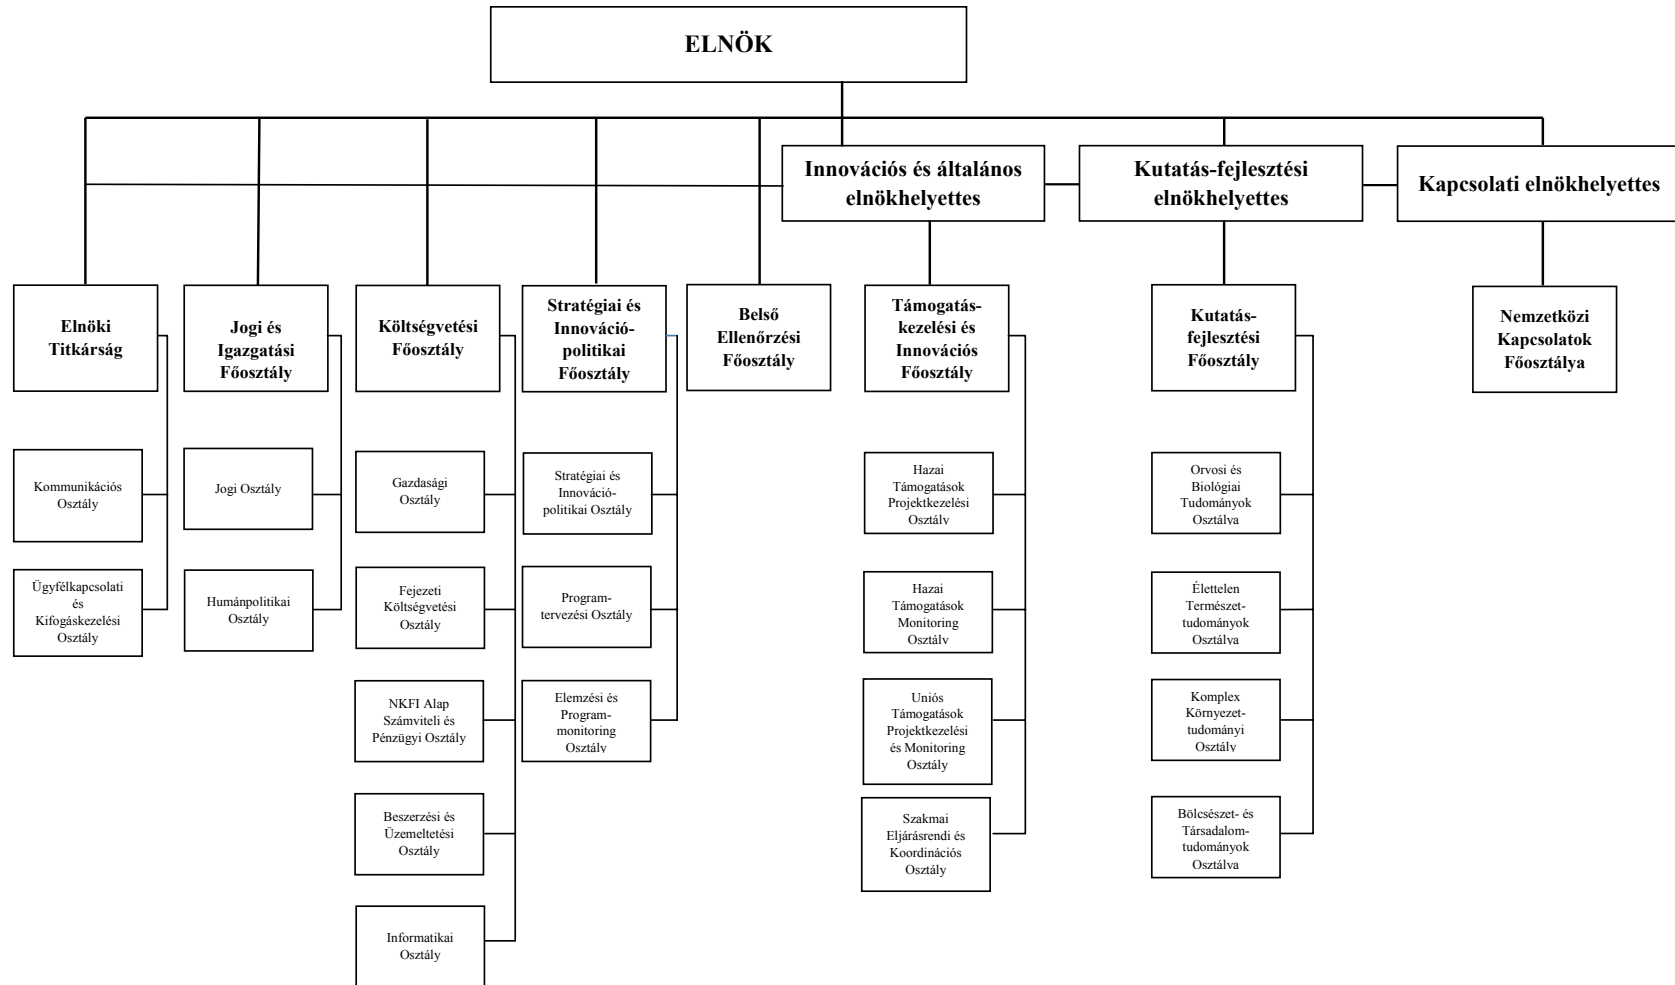 ELNÖK
Innovációs és általános
elnökhelyettes
Kutatás-fejlesztési
elnökhelyettes
Kapcsolati elnökhelyettes
Elnöki
Titkárság
Jogi és
Igazgatási
Főosztály
Költségvetési
Főosztály
Stratégiai és
Innováció-
politikai
Főosztály
Belső
Ellenőrzési
Főosztály
Támogatás-
kezelési és
Innovációs
Főosztály
Kutatás-
fejlesztési
Főosztály
Nemzetközi
Kapcsolatok
Főosztálya
Kommunikációs
Osztály
Jogi Osztály
Gazdasági
Osztály
Stratégiai és
Innováció-
politikai Osztály
Hazai
Támogatások
Projektkezelési
Osztály
Orvosi és
Biológiai
Tudományok
Osztálya
Ügyfélkapcsolati
és
Kifogáskezelési
Osztály
Humánpolitikai
Osztály
Fejezeti
Költségvetési
Osztály
Program-
tervezési Osztály
Hazai
Támogatások
Monitoring
Osztály
Élettelen
Természet-
tudományok
Osztálya
NKFI Alap
Számviteli és
Pénzügyi Osztály
Elemzési és
Program-
monitoring
Osztály
Uniós
Támogatások
Projektkezelési
és Monitoring
Osztály
Komplex
Környezet-
tudományi
Osztály
Beszerzési és
Üzemeltetési
Osztály
Szakmai
Eljárásrendi és
Koordinációs
Osztály
Bölcsészet- és
Társadalom-
tudományok
Osztálya
Informatikai
Osztály